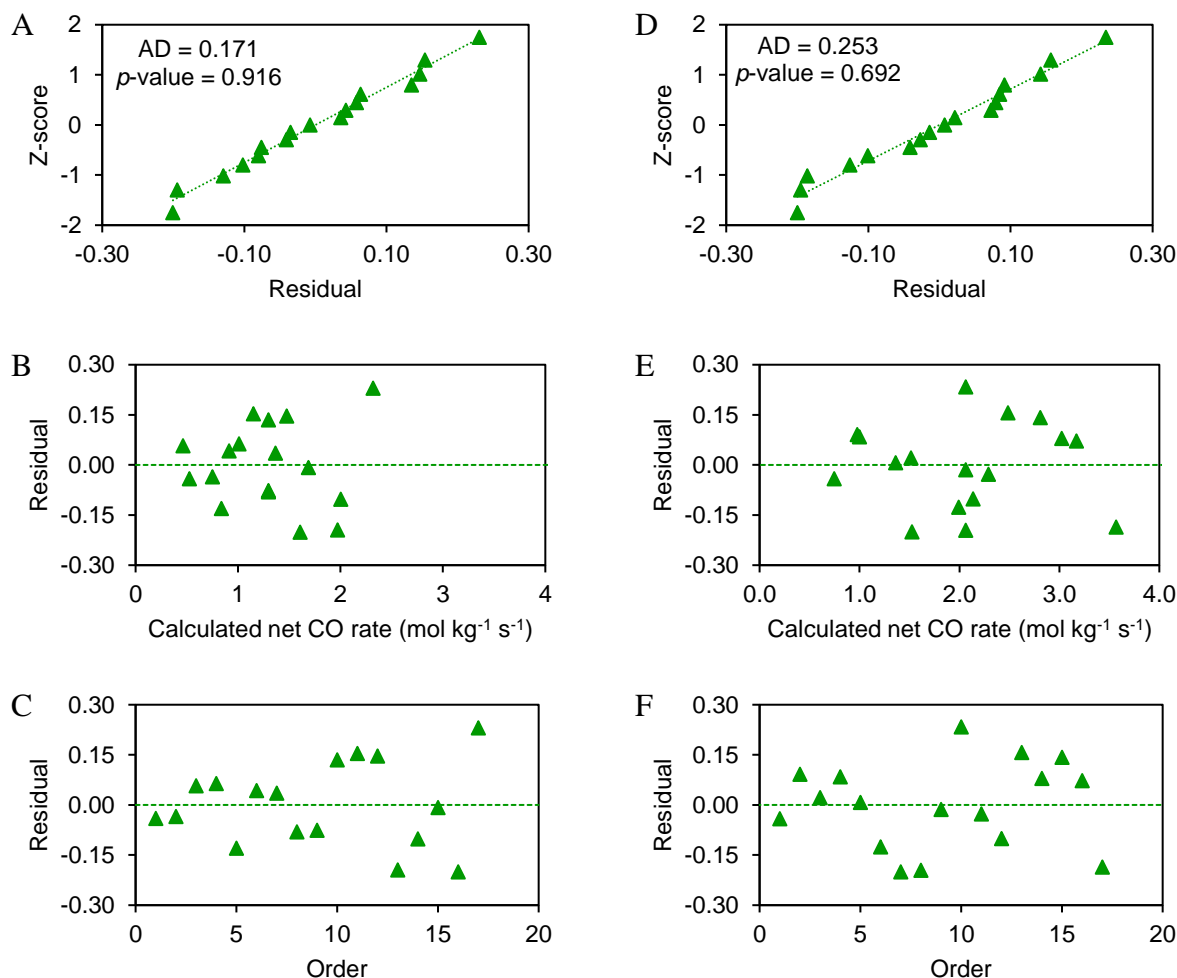 A
AD = 0.171
p-value = 0.916
Z-score
2
1
0
-1
-2
-0.30 -0.10 0.10 0.30
Residual
D
AD = 0.253
p-value = 0.692
Z-score
2
1
0
-1
-2
-0.30 -0.10 0.10 0.30
Residual
B
Residual
0.30
0.15
0.00
-0.15
-0.30
0 1 2 3 4
Calculated net CO rate (mol kg⁻¹ s⁻¹)
E
Residual
0.30
0.15
0.00
-0.15
-0.30
0.0 1.0 2.0 3.0 4.0
Calculated net CO rate (mol kg⁻¹ s⁻¹)
C
Residual
0.30
0.15
0.00
-0.15
-0.30
0 5 10 15 20
Order
F
Residual
0.30
0.15
0.00
-0.15
-0.30
0 5 10 15 20
Order